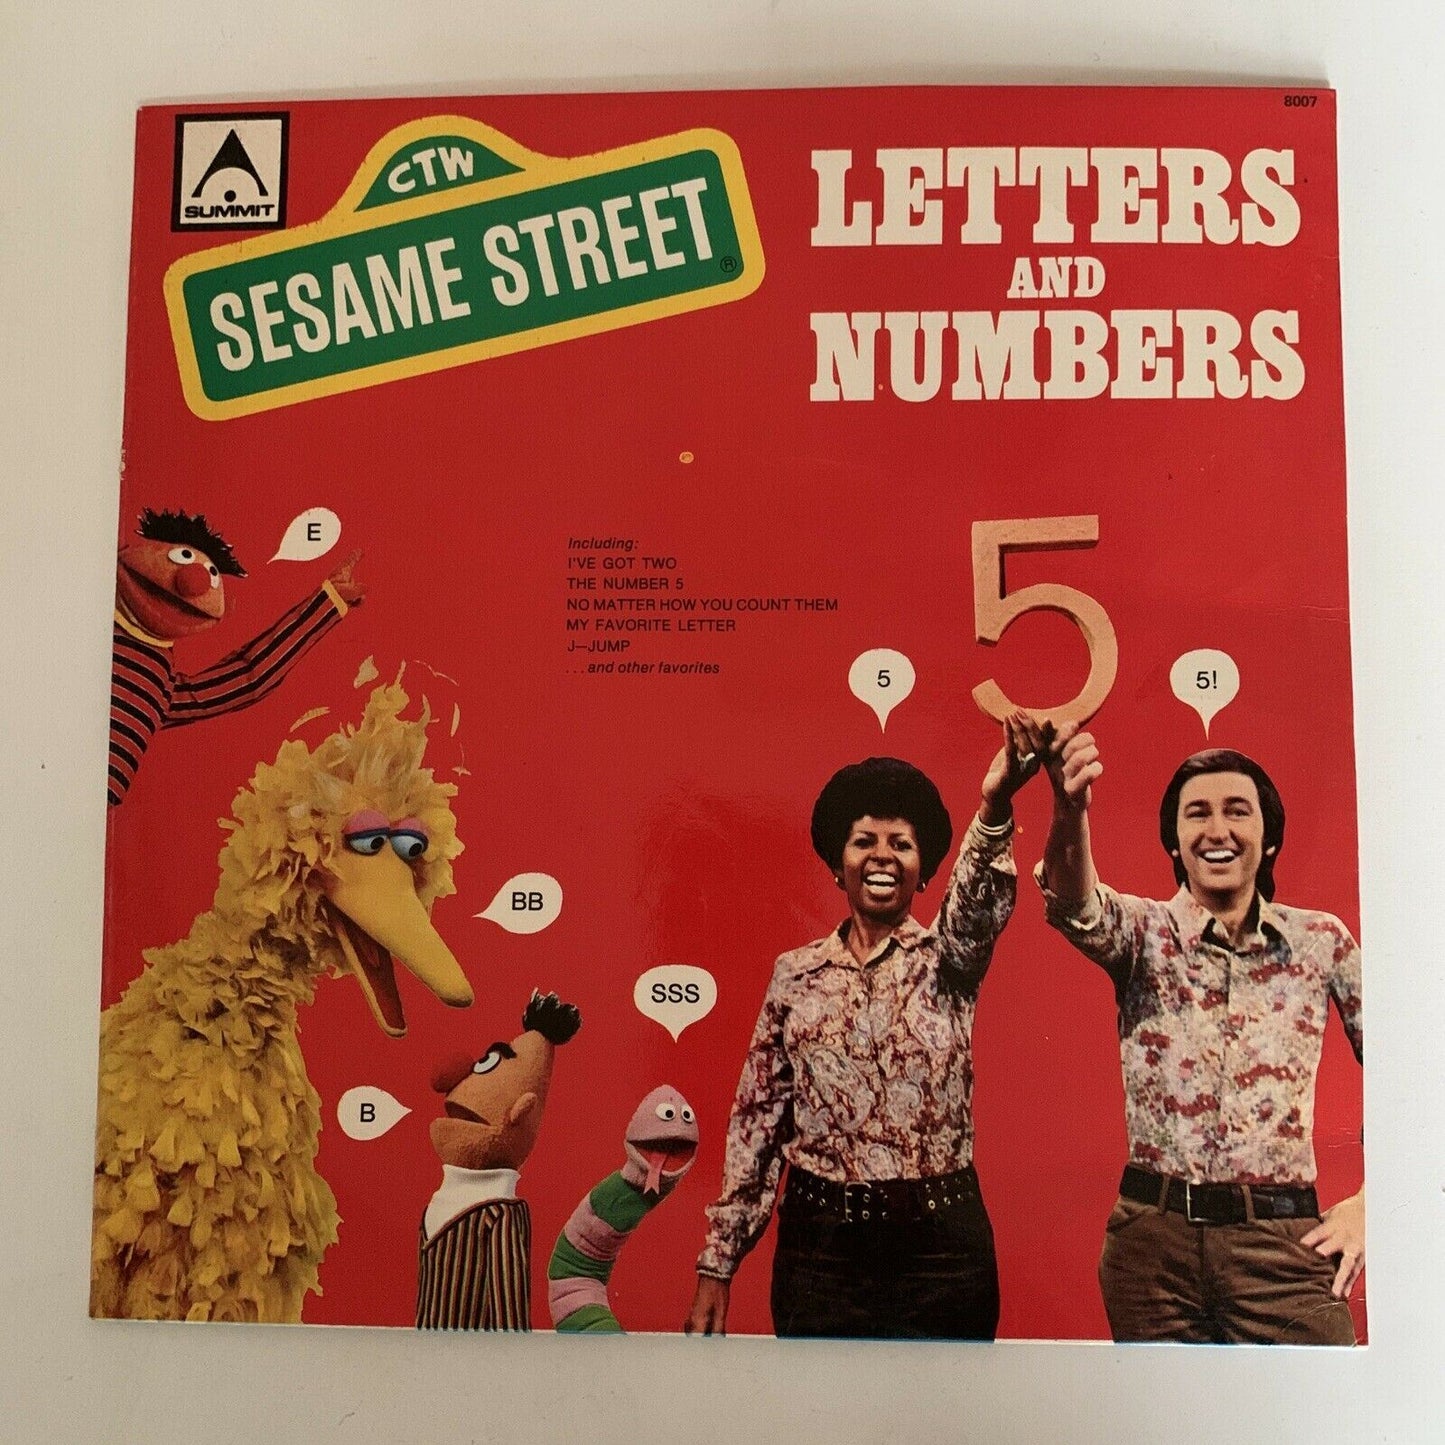 8007
SUMMIT
CTW
SESAME STREET ®
LETTERS
AND
NUMBERS
Including:
I'VE GOT TWO
THE NUMBER 5
NO MATTER HOW YOU COUNT THEM
MY FAVORITE LETTER
J—JUMP
...and other favorites
E
5
5
5!
BB
SSS
B